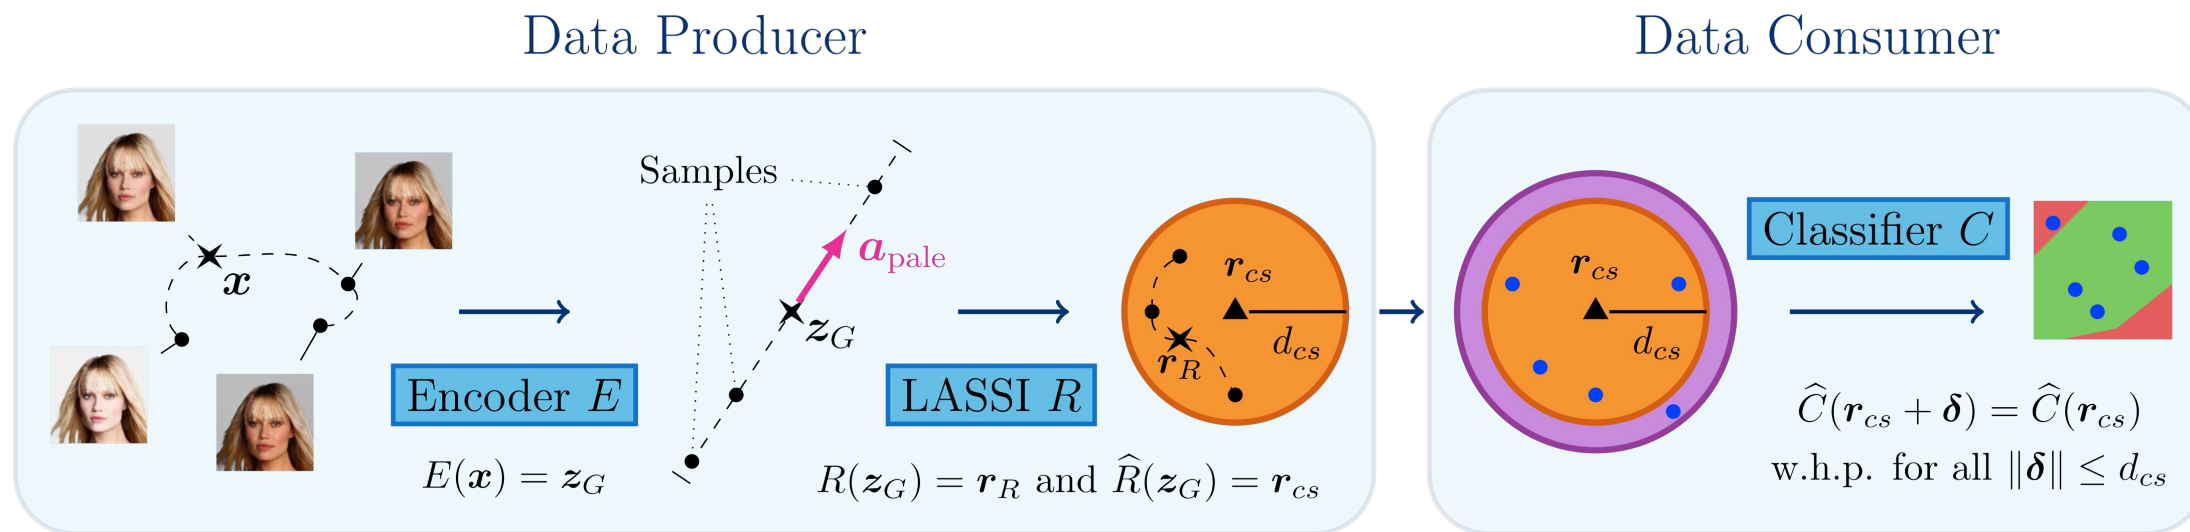 Data Producer
Data Consumer
x
Encoder E
E(x) = z_G
Samples
a_pale
z_G
LASSI R
R(z_G) = r_R and R̂(z_G) = r_cs
r_cs
d_cs
r_R
r_cs
d_cs
Classifier C
Ĉ(r_cs + δ) = Ĉ(r_cs)
w.h.p. for all ‖δ‖ ≤ d_cs